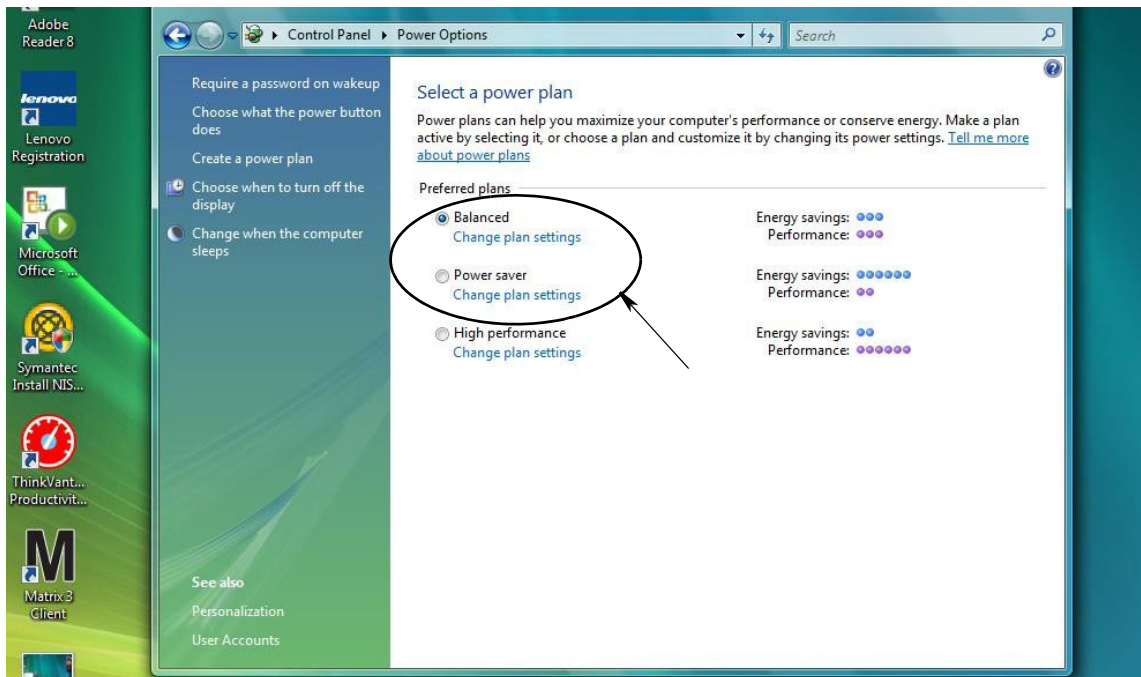 Adobe
Reader 8
lenovo
Lenovo
Registration
Microsoft
Office - ...
Symantec
Install NIS...
ThinkVant...
Productivit...
M
Matrix3
Client
Control Panel
Power Options
Search
Require a password on wakeup
Choose what the power button
does
Create a power plan
Choose when to turn off the
display
Change when the computer
sleeps
See also
Personalization
User Accounts
Select a power plan
Power plans can help you maximize your computer's performance or conserve energy. Make a plan
active by selecting it, or choose a plan and customize it by changing its power settings. Tell me more
about power plans
Preferred plans
Balanced
Energy savings:
Change plan settings
Performance:
Power saver
Energy savings:
Change plan settings
Performance:
High performance
Energy savings:
Change plan settings
Performance: